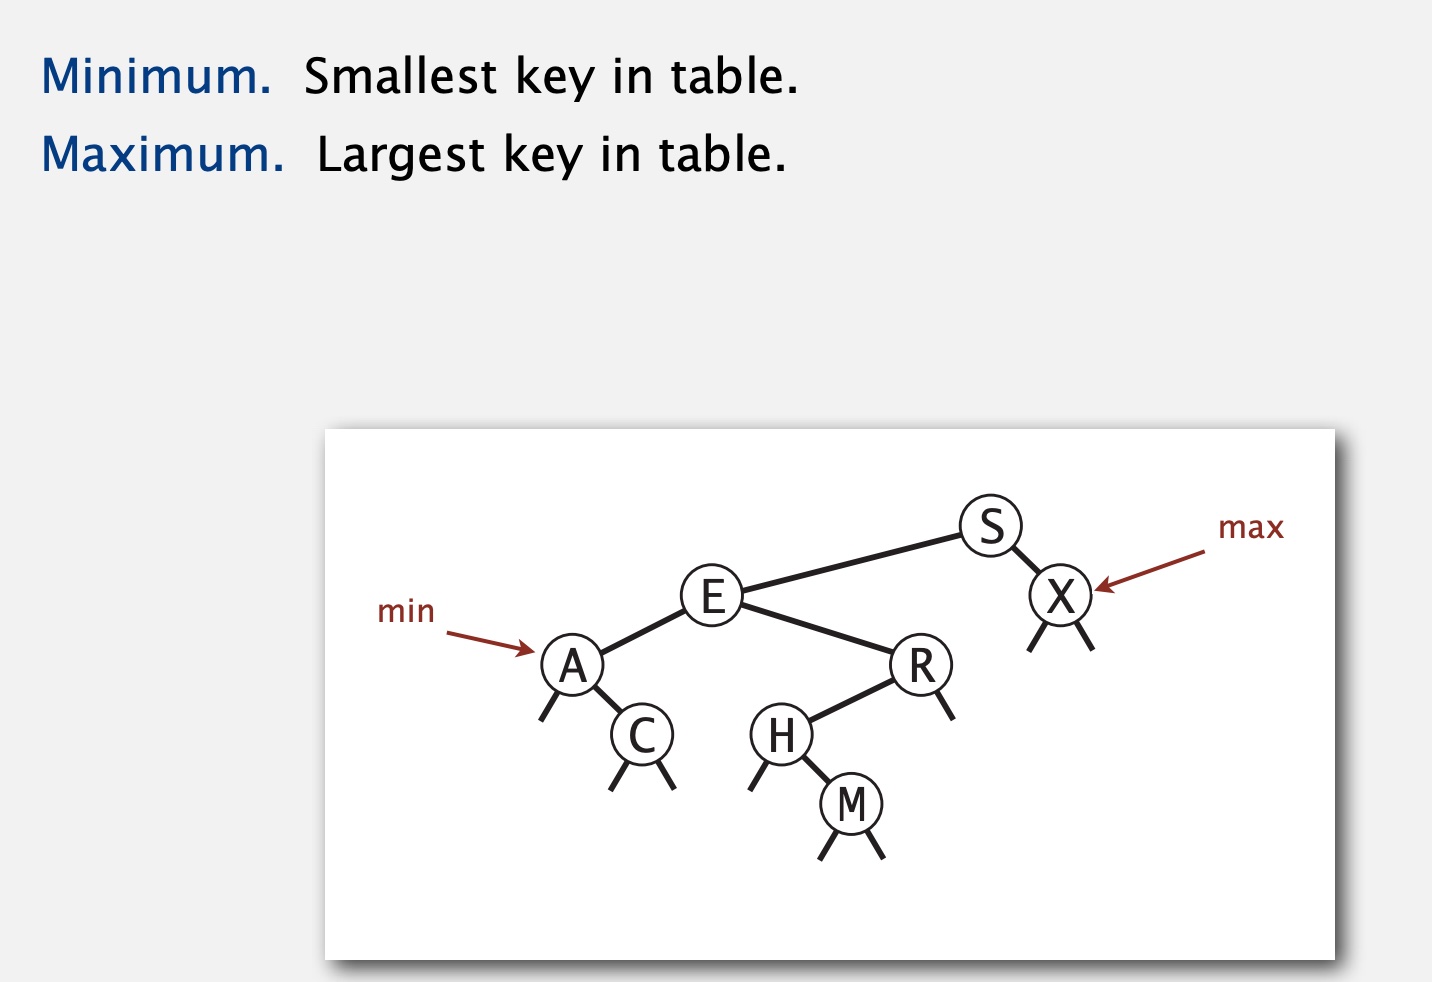 Minimum. Smallest key in table.
Maximum. Largest key in table.
S
max
E
X
min
A
R
C
H
M